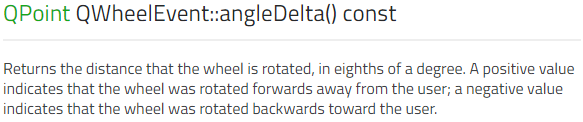 QPoint QWheelEvent::angleDelta() const
Returns the distance that the wheel is rotated, in eighths of a degree. A positive value
indicates that the wheel was rotated forwards away from the user; a negative value
indicates that the wheel was rotated backwards toward the user.